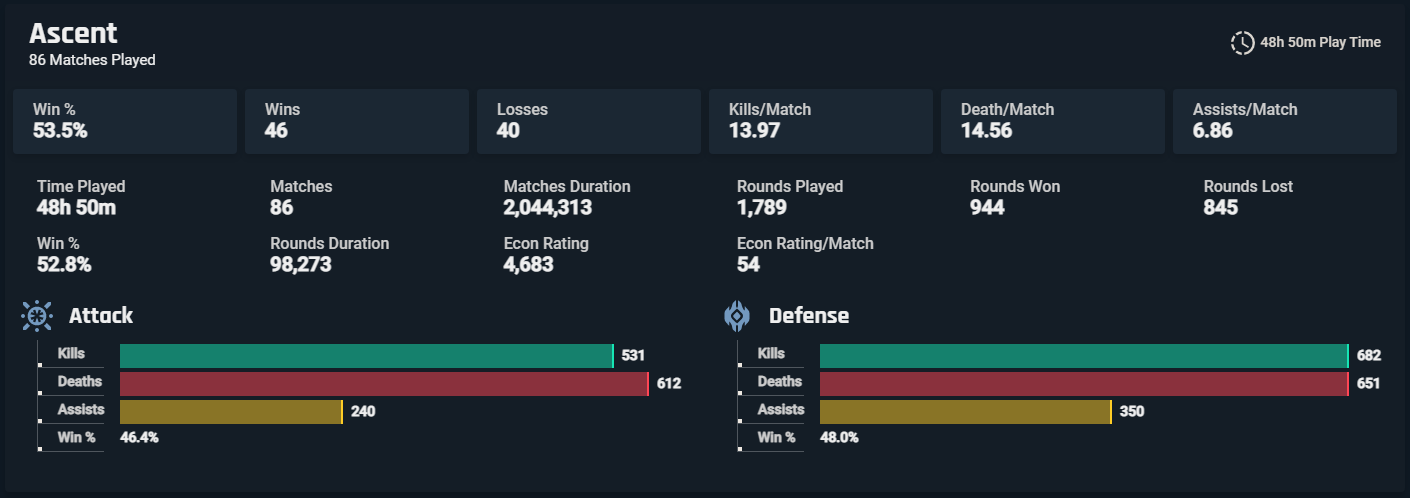 Ascent
86 Matches Played
48h 50m Play Time
Win %
53.5%
Wins
46
Losses
40
Kills/Match
13.97
Death/Match
14.56
Assists/Match
6.86
Time Played
48h 50m
Matches
86
Matches Duration
2,044,313
Rounds Played
1,789
Rounds Won
944
Rounds Lost
845
Win %
52.8%
Rounds Duration
98,273
Econ Rating
4,683
Econ Rating/Match
54
Attack
Kills 531
Deaths 612
Assists 240
Win % 46.4%
Defense
Kills 682
Deaths 651
Assists 350
Win % 48.0%